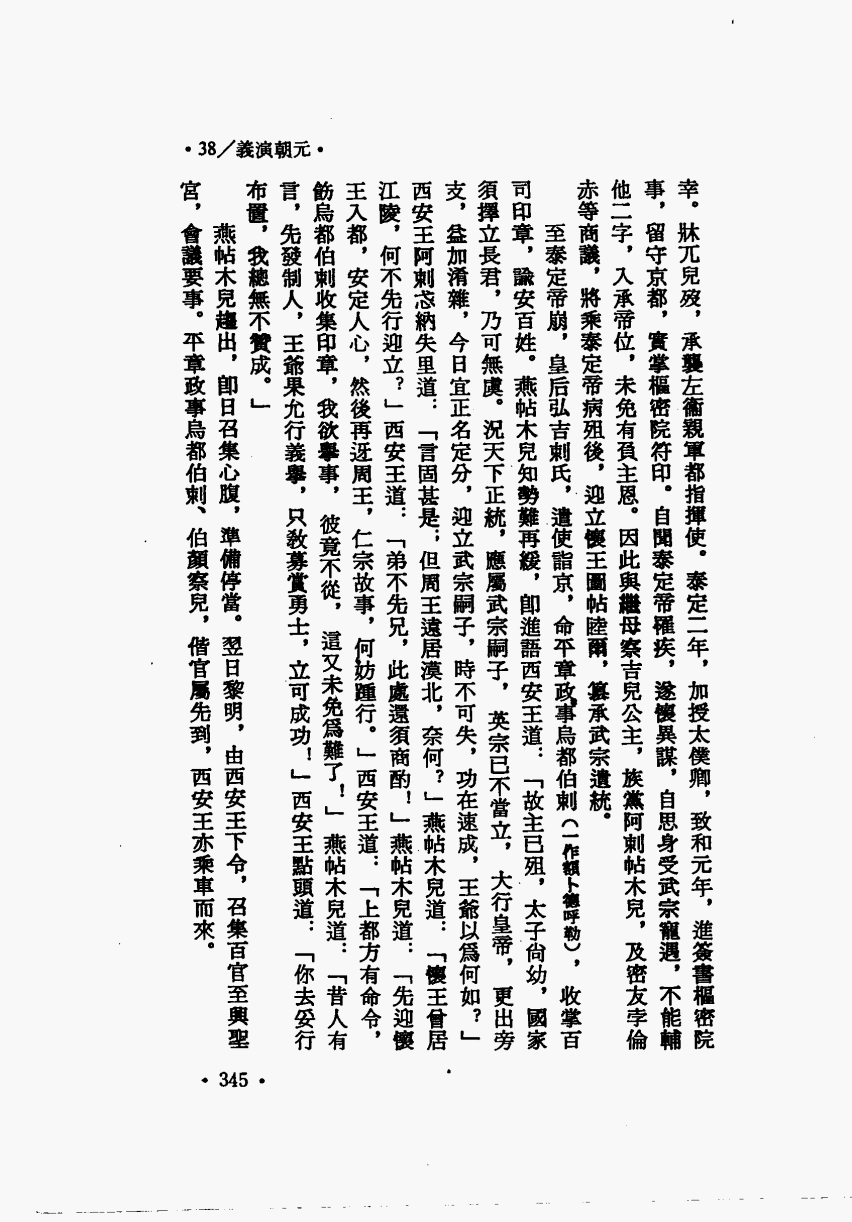 •38／義演朝元•
幸。牀兀兒歿，承襲左衞親軍都指揮使。泰定二年，加授太僕卿，致和元年，進簽書樞密院
事，留守京都，實掌樞密院符印。自聞泰定帝罹疾，遂懷異謀，自思身受武宗寵遇，不能輔
他二字，入承帝位，未免有負主恩。因此與繼母察吉兒公主，族黨阿剌帖木兒，及密友孛倫
赤等商議，將乘泰定帝病殂後，迎立懷王圖帖陸爾，篡承武宗遺統。
至泰定帝崩，皇后弘吉剌氏，遣使詣京，命平章政事烏都伯剌（一作額卜德呼勒），收掌百
司印章，諭安百姓。燕帖木兒知勢難再緩，卽進語西安王道：「故主已殂，太子尙幼，國家
須擇立長君，乃可無虞。況天下正統，應屬武宗嗣子，英宗已不當立，大行皇帝，更出旁
支，益加淆雜，今日宜正名定分，迎立武宗嗣子，時不可失，功在速成，王爺以爲何如？」
西安王阿剌忒納失里道：「言固甚是；但周王遠居漠北，奈何？」燕帖木兒道：「懷王曾居
江陵，何不先行迎立？」西安王道：「弟不先兄，此處還須商酌！」燕帖木兒道：「先迎懷
王入都，安定人心，然後再迓周王，仁宗故事，何妨踵行。」西安王道：「上都方有命令，
飭烏都伯剌收集印章，我欲舉事，彼竟不從，這又未免爲難了！」燕帖木兒道：「昔人有
言，先發制人，王爺果允行義舉，只教募賞勇士，立可成功！」西安王點頭道：「你去妥行
布置，我總無不贊成。」
燕帖木兒趨出，卽日召集心腹，準備停當。翌日黎明，由西安王下令，召集百官至興聖
宮，會議要事。平章政事烏都伯剌、伯顏察兒，偕官屬先到，西安王亦乘車而來。
•345•